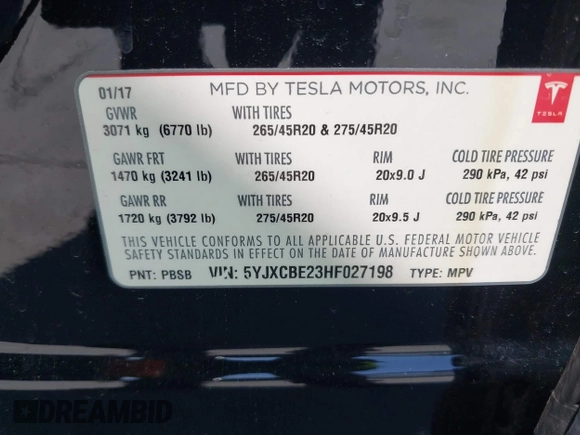 01/17 MFD BY TESLA MOTORS, INC.
TESLA
GVWR WITH TIRES
3071 kg (6770 lb) 265/45R20 & 275/45R20
GAWR FRT WITH TIRES RIM COLD TIRE PRESSURE
1470 kg (3241 lb) 265/45R20 20x9.0 J 290 kPa, 42 psi
GAWR RR WITH TIRES RIM COLD TIRE PRESSURE
1720 kg (3792 lb) 275/45R20 20x9.5 J 290 kPa, 42 psi
THIS VEHICLE CONFORMS TO ALL APPLICABLE U.S. FEDERAL MOTOR VEHICLE
SAFETY STANDARDS IN EFFECT ON THE DATE OF MANUFACTURE SHOWN ABOVE.
PNT: PBSB VIN: 5YJXCBE23HF027198 TYPE: MPV
DREAMBID